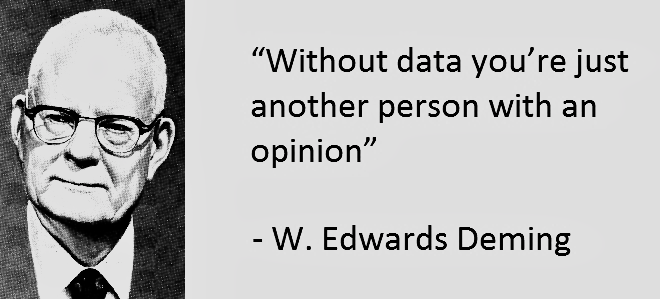 “Without data you’re just
another person with an
opinion”
- W. Edwards Deming